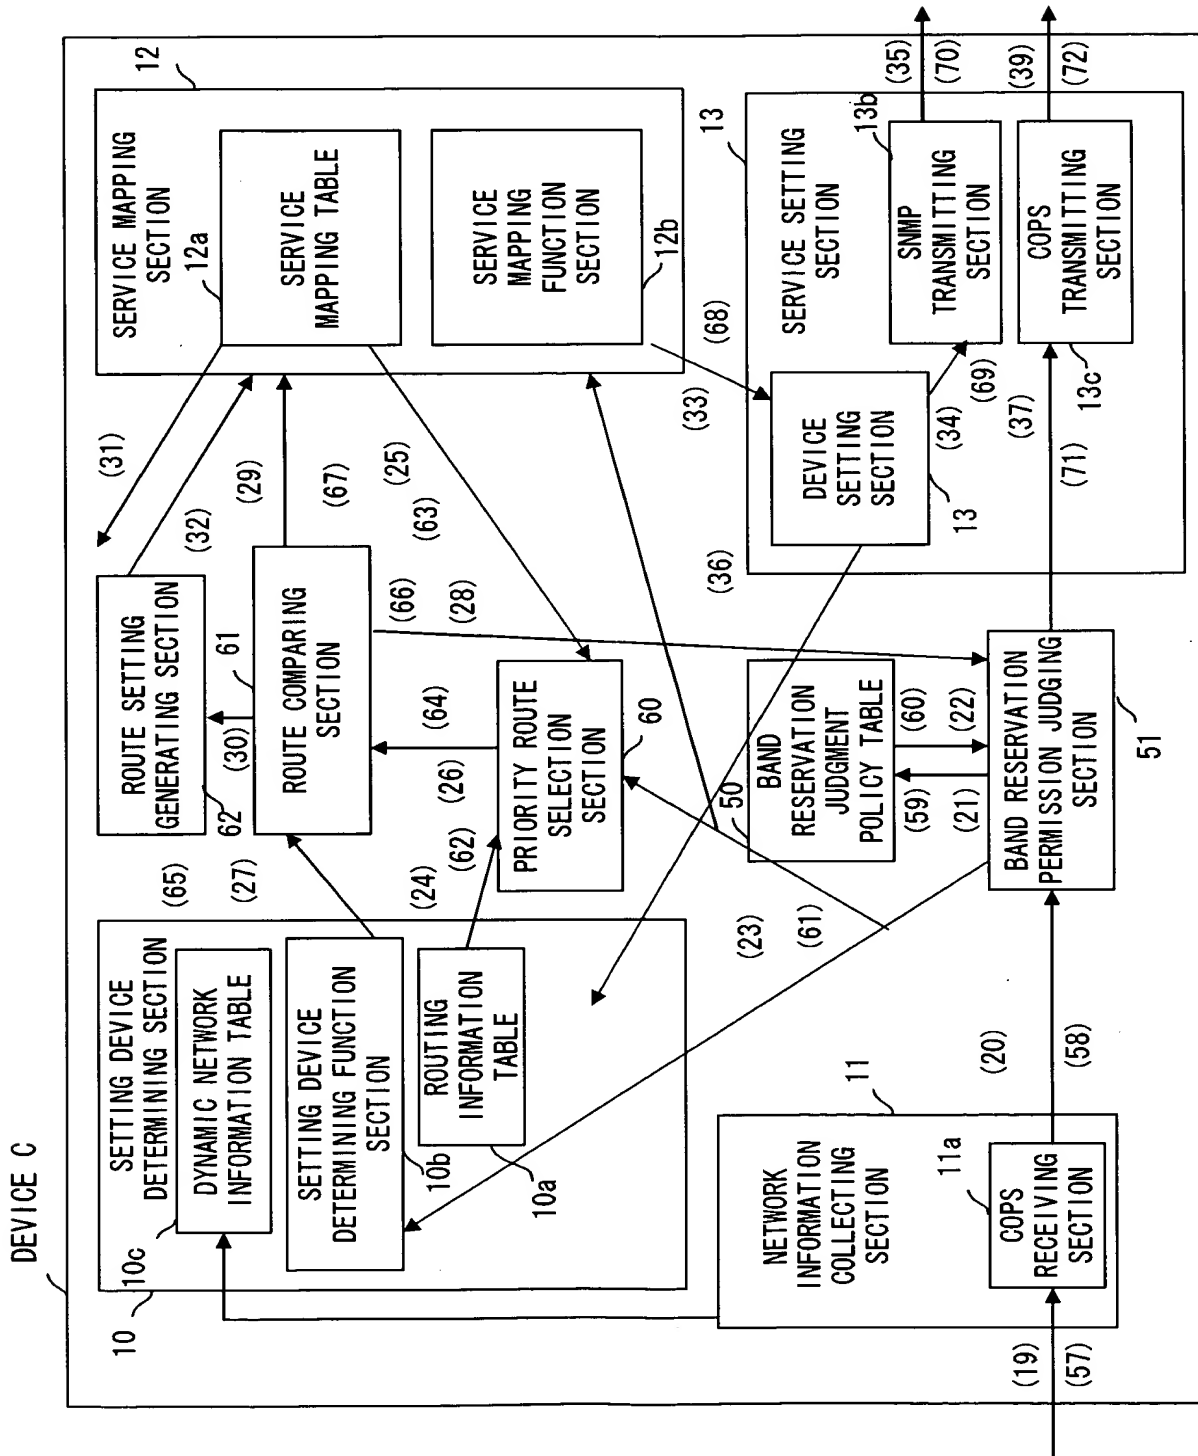 DEVICE C
10
SETTING DEVICE
DETERMINING SECTION
10c
DYNAMIC NETWORK
INFORMATION TABLE
SETTING DEVICE
DETERMINING FUNCTION
SECTION
10b
ROUTING
INFORMATION
TABLE
10a
(65)
(27)
(24)
(62)
ROUTE SETTING
GENERATING SECTION
62
(30)
61
ROUTE COMPARING
SECTION
(26)
(64)
PRIORITY ROUTE
SELECTION
SECTION
60
(31)
(32)
(29)
(67)
(25)
(63)
(66)
(28)
12
SERVICE MAPPING
SECTION
12a
SERVICE
MAPPING TABLE
SERVICE
MAPPING
FUNCTION
SECTION
12b
(33)
(68)
(23)
(61)
50
BAND
RESERVATION
JUDGMENT
POLICY TABLE
(59)
(60)
(21)
(22)
(36)
13
SERVICE SETTING
SECTION
DEVICE
SETTING
SECTION
13
(34)
(69)
13b
SNMP
TRANSMITTING
SECTION
(35)
(70)
COPS
TRANSMITTING
SECTION
13c
(39)
(72)
(37)
(71)
BAND RESERVATION
PERMISSION JUDGING
SECTION
51
(20)
(58)
11
NETWORK
INFORMATION
COLLECTING
SECTION
11a
COPS
RECEIVING
SECTION
(19)
(57)